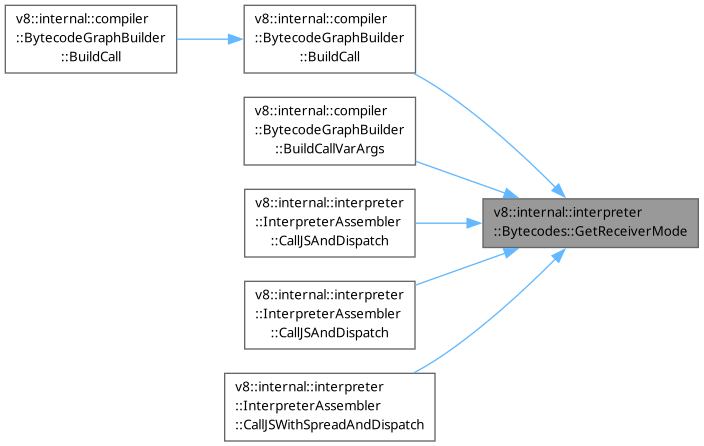 v8::internal::compiler
::BytecodeGraphBuilder
::BuildCall
v8::internal::compiler
::BytecodeGraphBuilder
::BuildCall
v8::internal::compiler
::BytecodeGraphBuilder
::BuildCallVarArgs
v8::internal::interpreter
::InterpreterAssembler
::CallJSAndDispatch
v8::internal::interpreter
::Bytecodes::GetReceiverMode
v8::internal::interpreter
::InterpreterAssembler
::CallJSAndDispatch
v8::internal::interpreter
::InterpreterAssembler
::CallJSWithSpreadAndDispatch